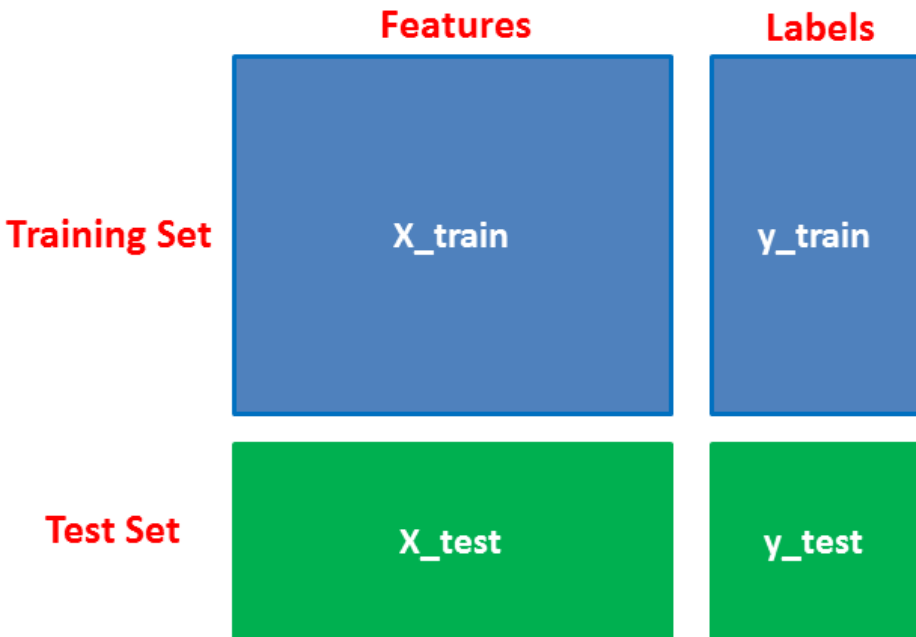 Features
Labels
Training Set
X_train
y_train
Test Set
X_test
y_test